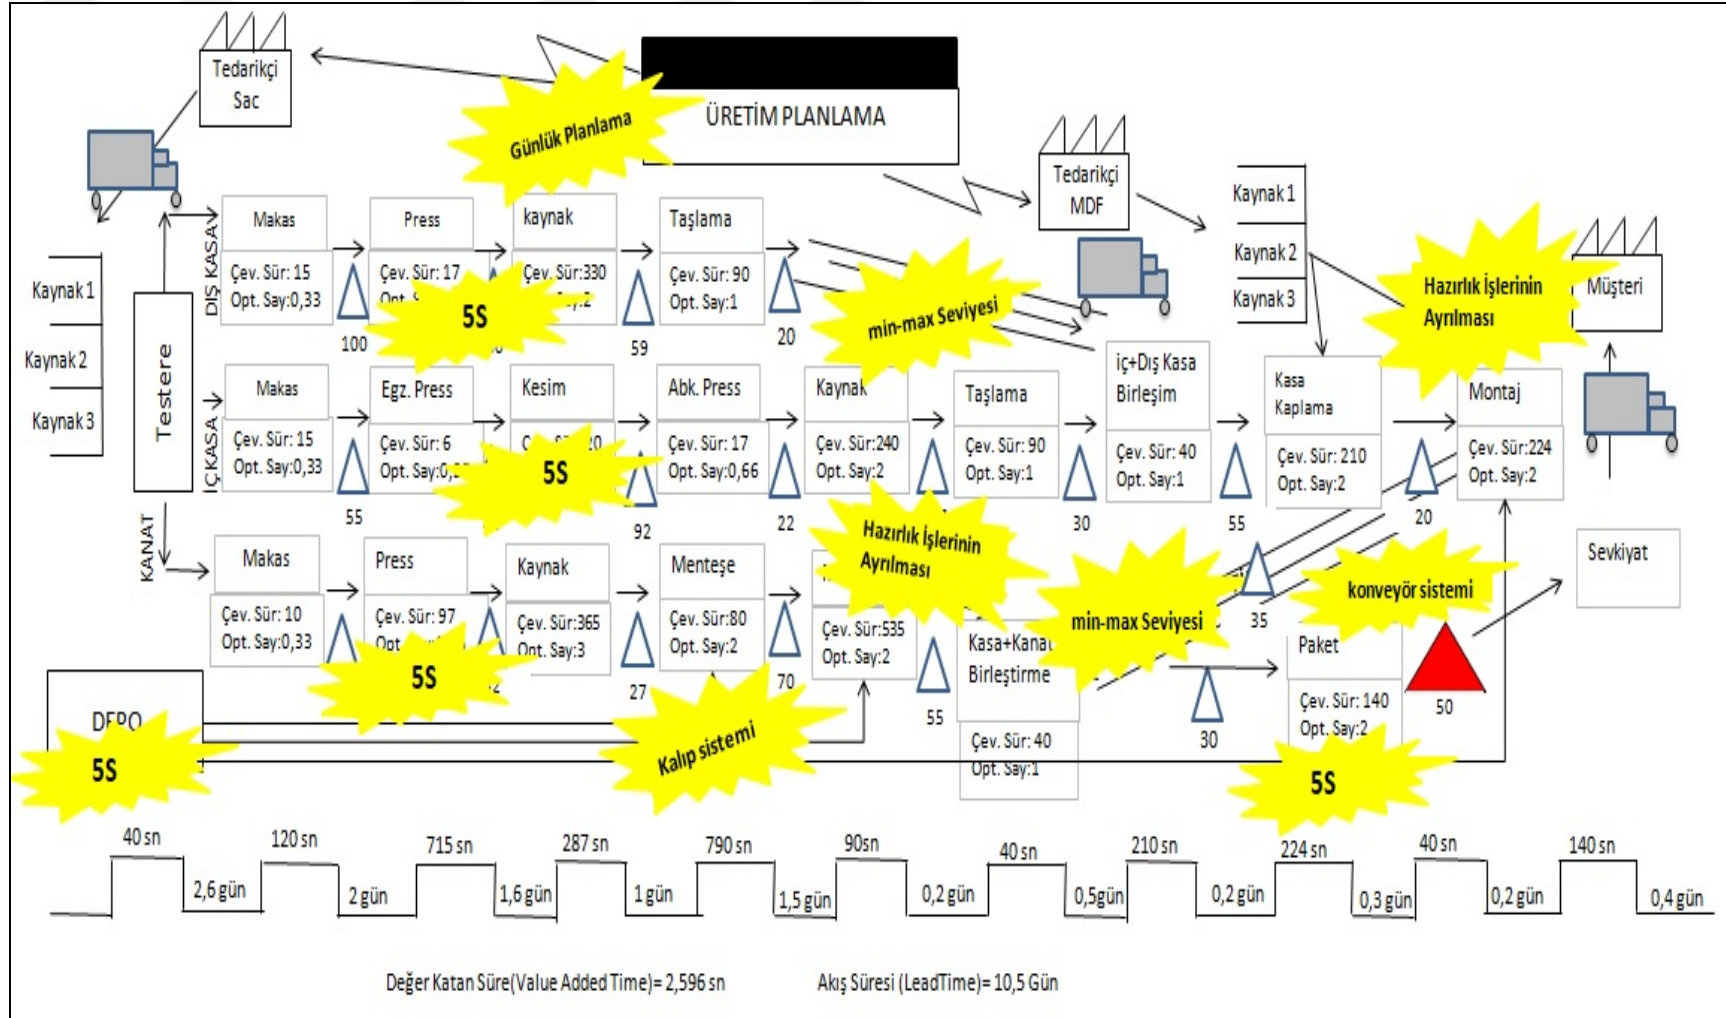 Tedarikçi
Sac
Günlük Planlama
ÜRETİM PLANLAMA
Tedarikçi
MDF
Kaynak 1
Kaynak 2
Kaynak 3
Müşteri
Hazırlık İşlerinin
Ayrılması
Kaynak 1
Kaynak 2
Kaynak 3
Testere
DIŞ KASA
Makas
Çev. Sür: 15
Opt. Say:0,33
100
Press
Çev. Sür: 17
5S
kaynak
Çev. Sür:330
59
Taşlama
Çev. Sür: 90
Opt. Say:1
20
min-max Seviyesi
İÇ KASA
Makas
Çev. Sür: 15
Opt. Say:0,33
55
Egz. Press
Çev. Sür: 6
5S
Kesim
92
Abk. Press
Çev. Sür: 17
Opt. Say:0,66
22
Kaynak
Çev. Sür:240
Opt. Say:2
Taşlama
Çev. Sür: 90
Opt. Say:1
30
iç+Dış Kasa
Birleşim
Çev. Sür: 40
Opt. Say:1
55
Kasa
Kaplama
Çev. Sür: 210
Opt. Say:2
20
Montaj
Çev. Sür:224
Opt. Say:2
Sevkiyat
KANAT
Makas
Çev. Sür: 10
Opt. Say:0,33
Press
Çev. Sür: 97
5S
Kaynak
Çev. Sür:365
Opt. Say:3
27
Menteşe
Çev. Sür:80
Opt. Say:2
70
Hazırlık İşlerinin
Ayrılması
Çev. Sür:535
Opt. Say:2
55
Kasa+Kanat
Birleştirme
Çev. Sür: 40
Opt. Say:1
min-max Seviyesi
35
konveyör sistemi
30
Paket
Çev. Sür: 140
Opt. Say:2
50
5S
DEPO
5S
Kalıp sistemi
40 sn
120 sn
715 sn
287 sn
790 sn
90sn
40 sn
210 sn
224 sn
40 sn
140 sn
2,6 gün
2 gün
1,6 gün
1 gün
1,5 gün
0,2 gün
0,5gün
0,2 gün
0,3 gün
0,2 gün
0,4 gün
Değer Katan Süre(Value Added Time)= 2,596 sn
Akış Süresi (LeadTime)= 10,5 Gün